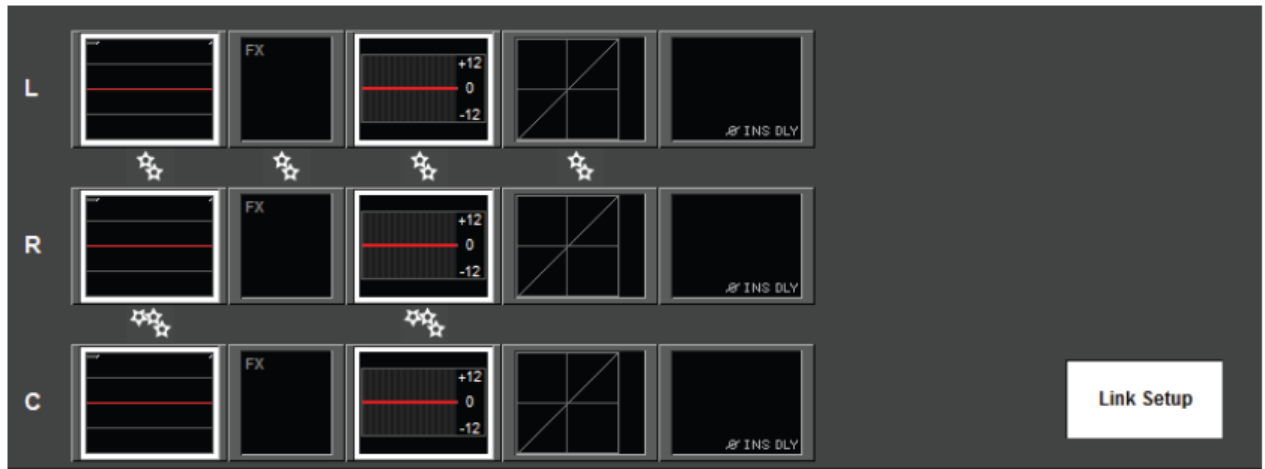 L
FX
+12
0
-12
INS DLY
R
FX
+12
0
-12
INS DLY
C
FX
+12
0
-12
INS DLY
Link Setup